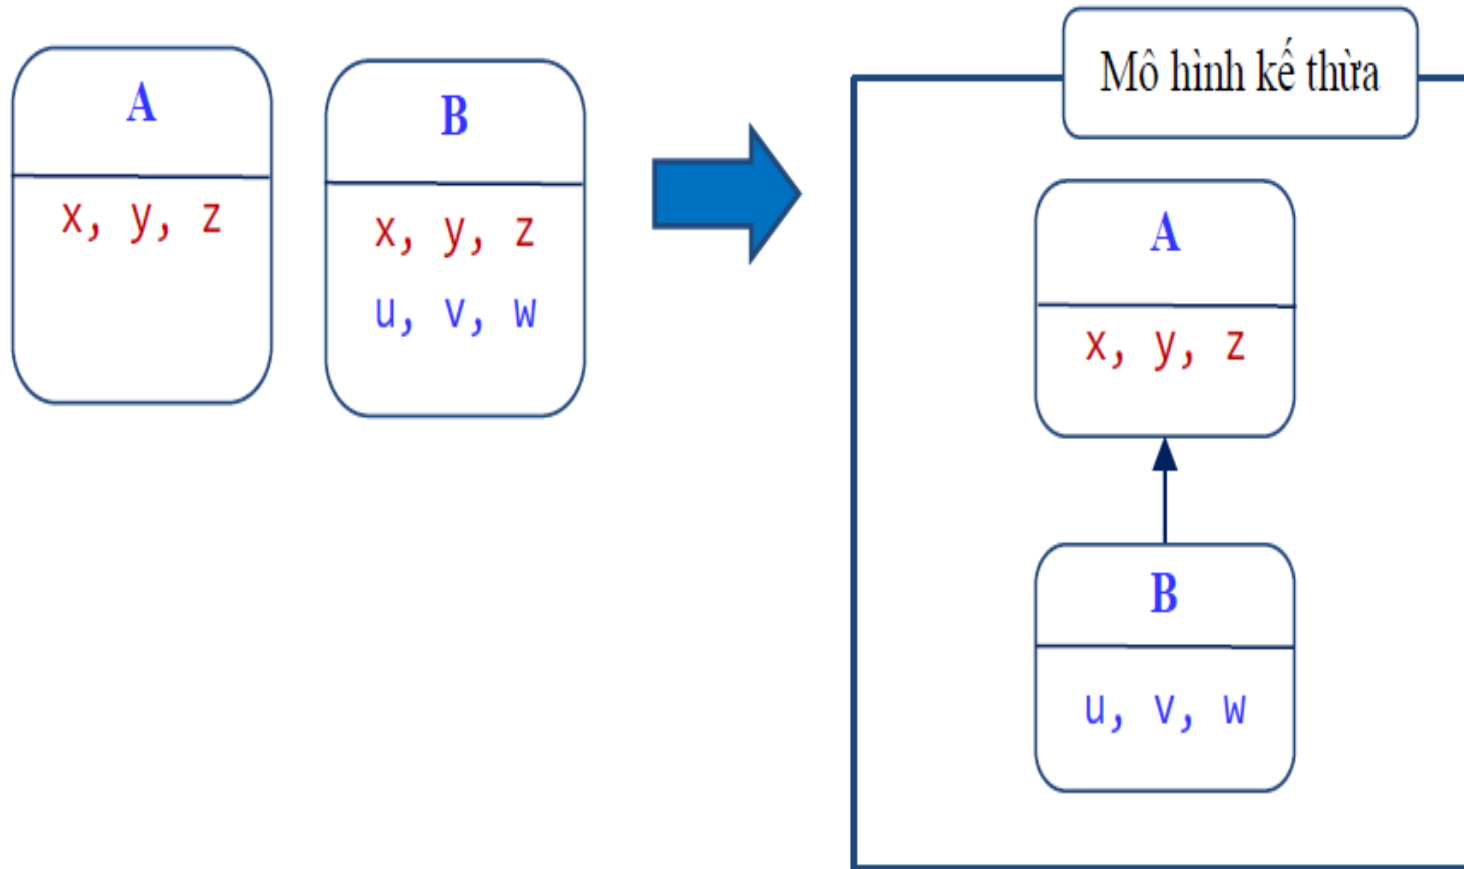 A
x, y, z
B
x, y, z
u, v, w
Mô hình kế thừa
A
x, y, z
B
u, v, w